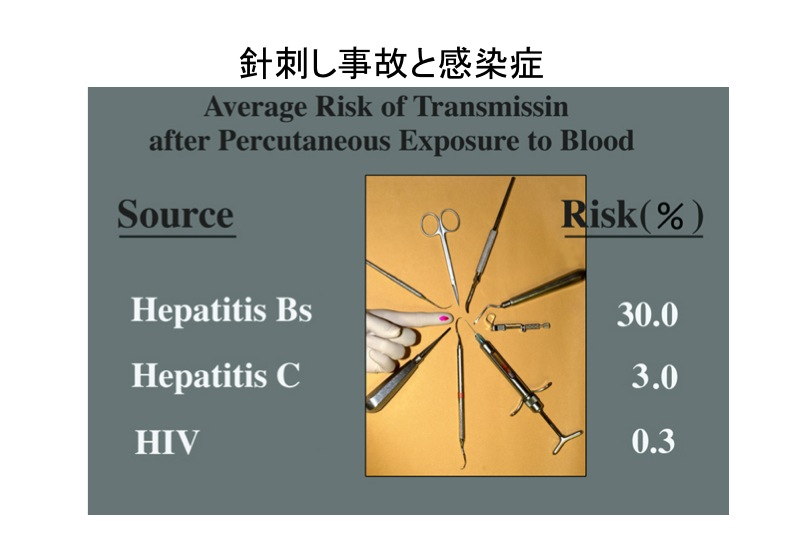 針刺し事故と感染症
Average Risk of Transmissin
after Percutaneous Exposure to Blood
Source Risk(％)
Hepatitis Bs 30.0
Hepatitis C 3.0
HIV 0.3